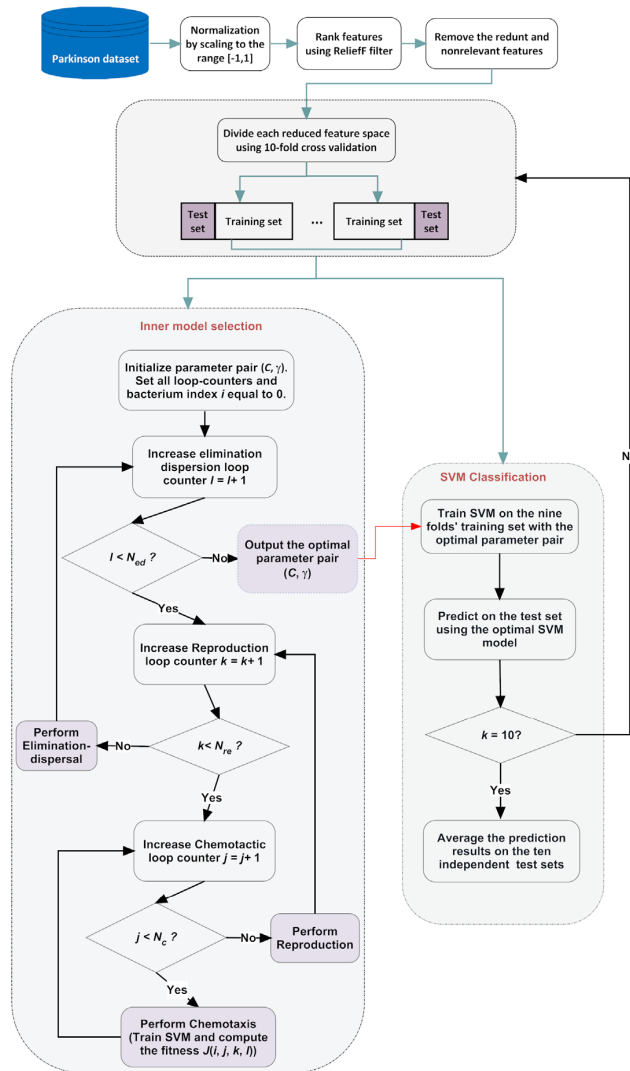 Parkinson dataset
Normalization
by scaling to the
range [-1,1]
Rank features
using ReliefF filter
Remove the redunt and
nonrelevant features
Divide each reduced feature space
using 10-fold cross validation
Test
set
Training set
...
Training set
Test
set
Inner model selection
Initialize parameter pair (C, γ).
Set all loop-counters and
bacterium index i equal to 0.
Increase elimination
dispersion loop
counter l = l+ 1
l < Ned ?
No
Output the optimal
parameter pair
(C, γ)
Yes
Increase Reproduction
loop counter k = k+ 1
Perform
Elimination-
dispersal
No
k< Nre ?
Yes
Increase Chemotactic
loop counter j = j+ 1
j < Nc ?
No
Perform
Reproduction
Yes
Perform Chemotaxis
(Train SVM and compute
the fitness J(i, j, k, l))
SVM Classification
Train SVM on the nine
folds' training set with the
optimal parameter pair
Predict on the test set
using the optimal SVM
model
k = 10?
N
Yes
Average the prediction
results on the ten
independent test sets